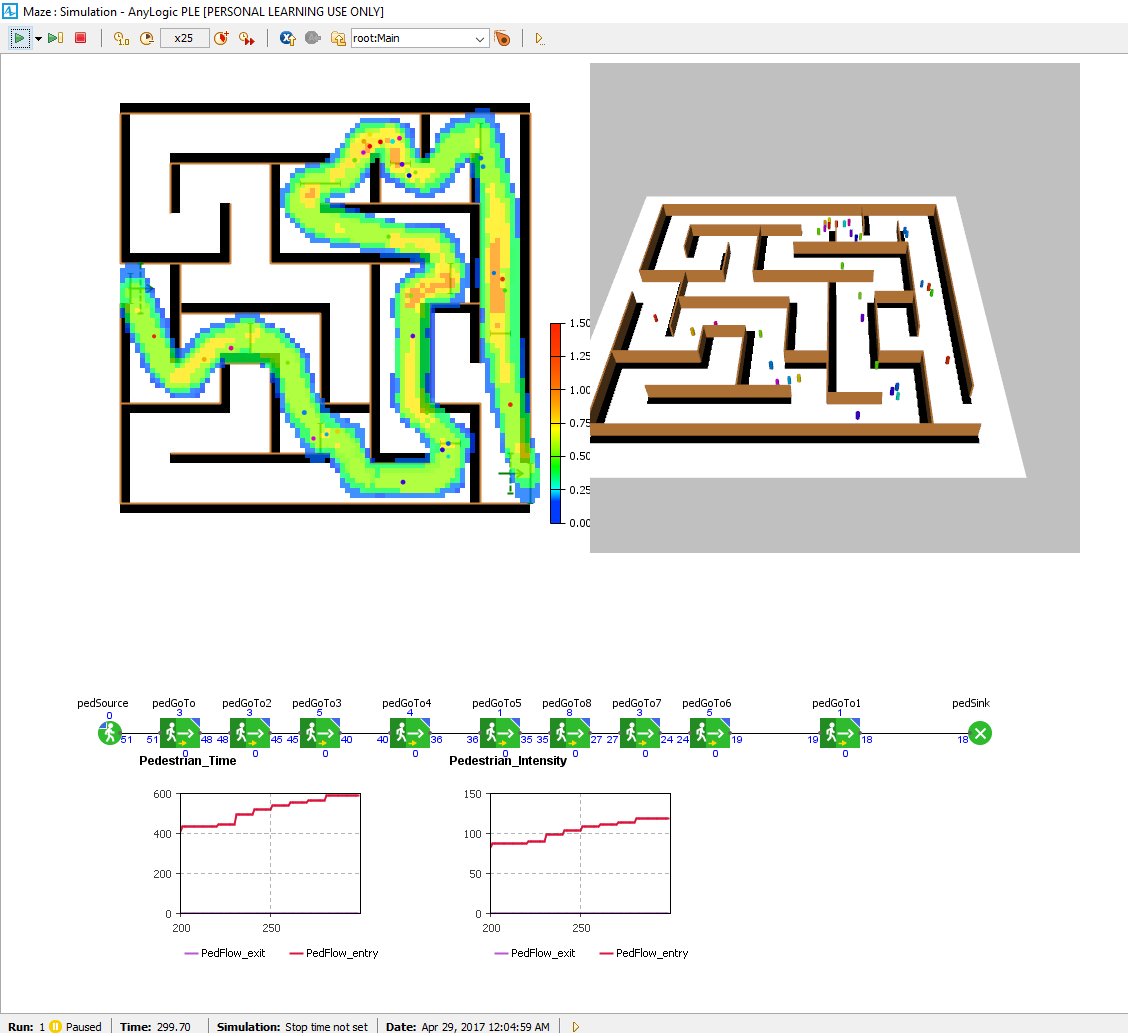 Maze : Simulation - AnyLogic PLE [PERSONAL LEARNING USE ONLY]
1.0 x25 root:Main
1.50
1.25
1.00
0.75
0.50
0.25
0.00
pedSource pedGoTo pedGoTo2 pedGoTo3 pedGoTo4 pedGoTo5 pedGoTo8 pedGoTo7 pedGoTo6 pedGoTo1 pedSink
0 3 3 5 4 1 8 3 5 1
51 51 48 48 45 45 40 40 36 36 35 35 27 27 24 24 19 19 18 18
0 0 0 0 0 0 0 0 0
Pedestrian_Time Pedestrian_Intensity
600 150
400 100
200 50
0 0
200 250 200 250
PedFlow_exit PedFlow_entry PedFlow_exit PedFlow_entry
Run: 1 Paused Time: 299.70 Simulation: Stop time not set Date: Apr 29, 2017 12:04:59 AM